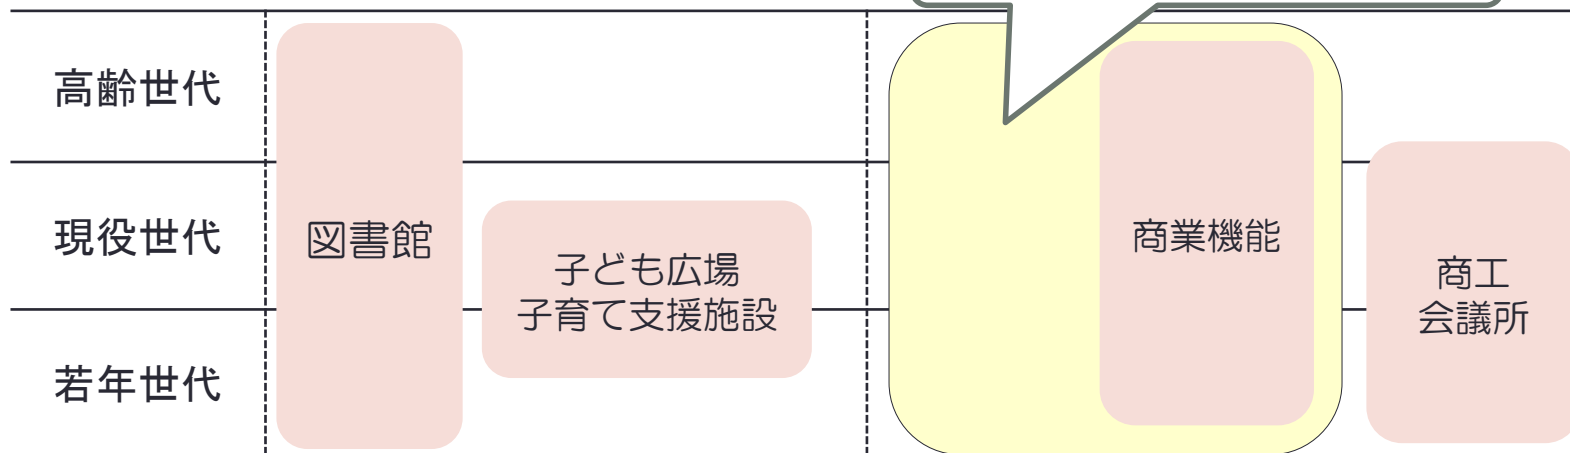 高齢世代
現役世代
若年世代
図書館
子ども広場
子育て支援施設
商業機能
商工
会議所